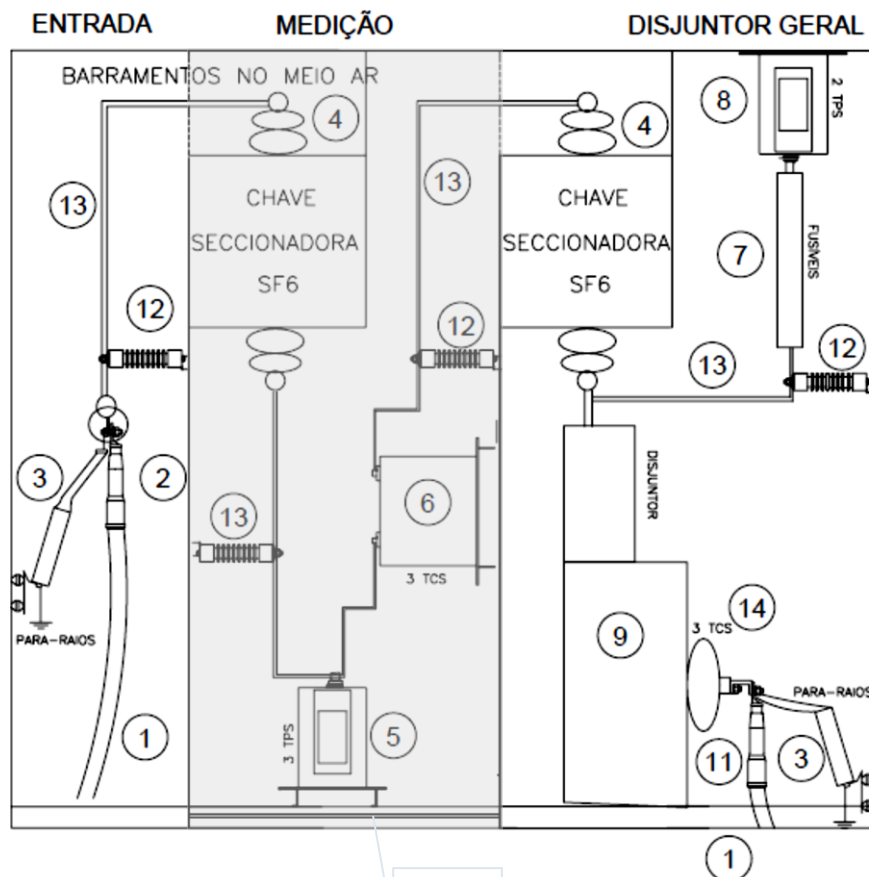 ENTRADA
MEDIÇÃO
DISJUNTOR GERAL
BARRAMENTOS NO MEIO AR
4
4
8
2 TPS
13
13
CHAVE
SECCIONADORA
SF6
CHAVE
SECCIONADORA
SF6
7
FUSÍVEIS
12
12
12
13
3
2
13
6
3 TCS
DISJUNTOR
PARA-RAIOS
9
3 TCS
14
PARA-RAIOS
1
3 TPS
5
11
3
1